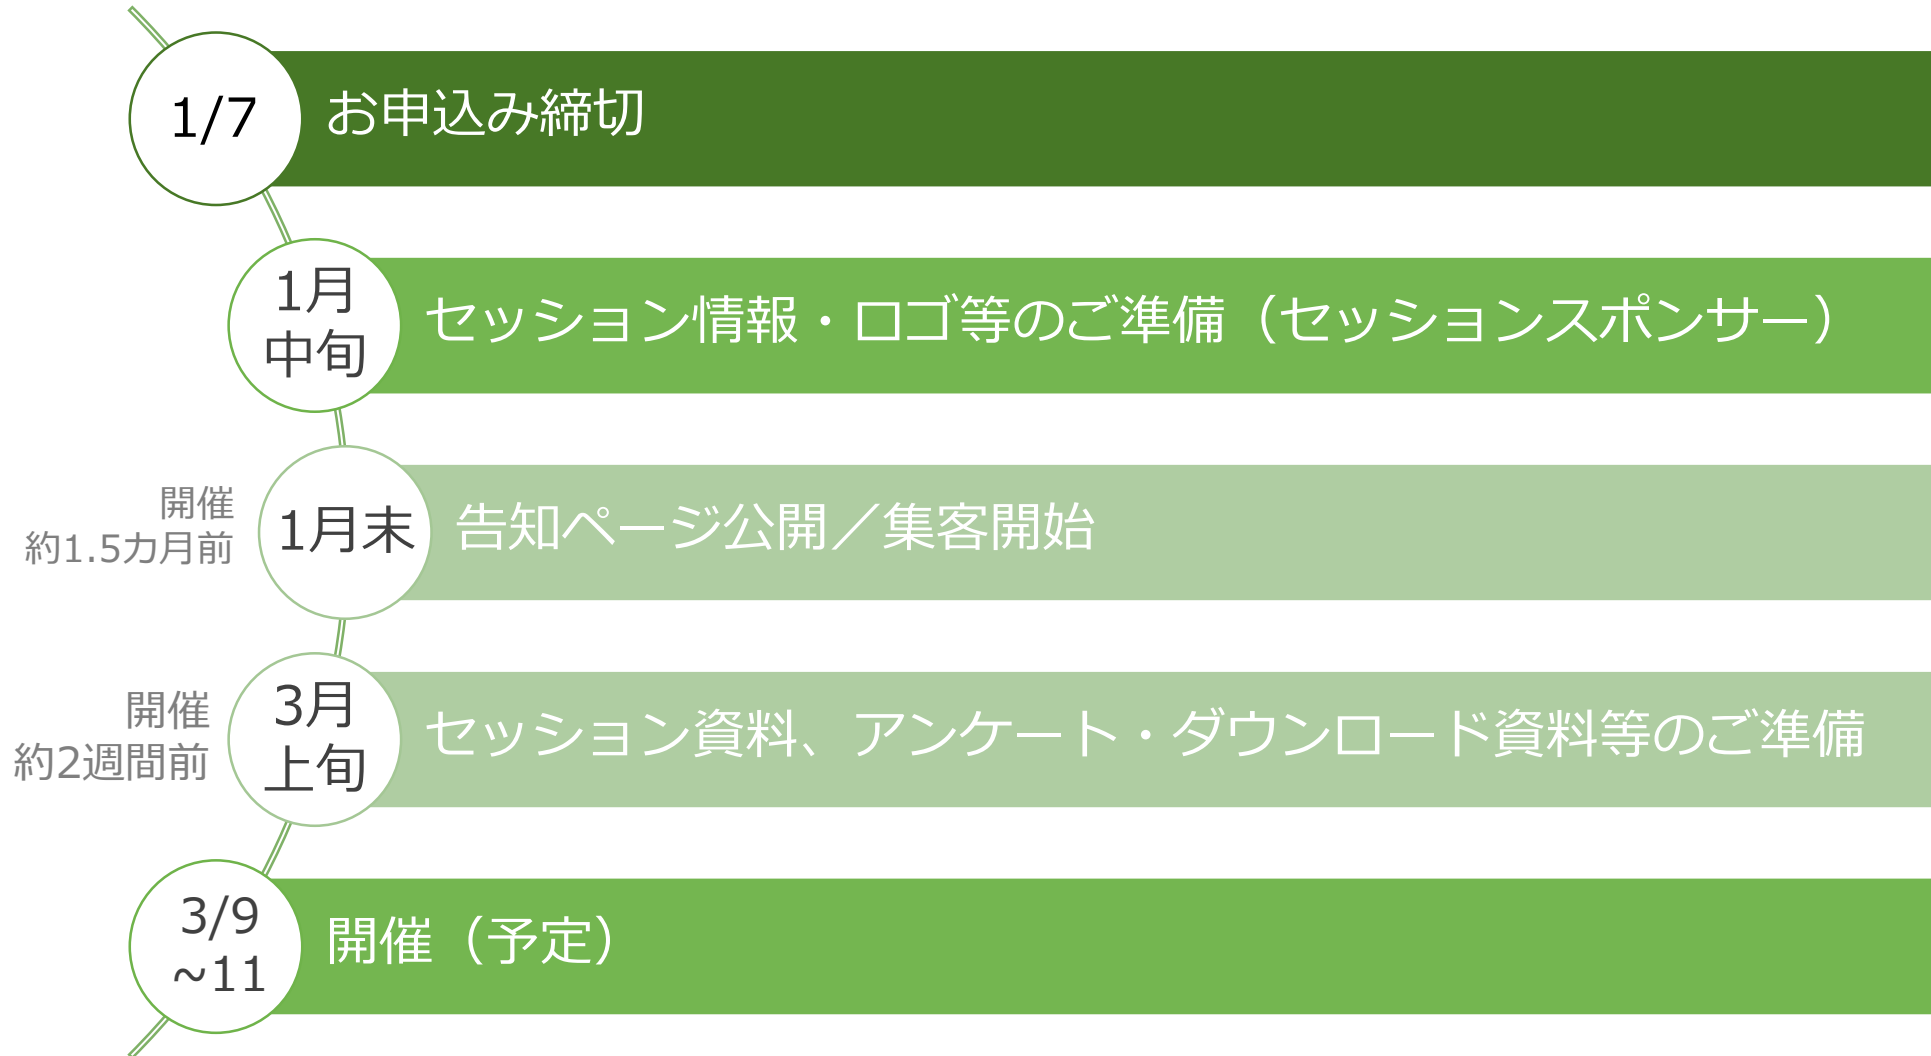 1/7
お申込み締切
1月
中旬
セッション情報・ロゴ等のご準備（セッションスポンサー）
開催
約1.5カ月前
1月末
告知ページ公開／集客開始
開催
約2週間前
3月
上旬
セッション資料、アンケート・ダウンロード資料等のご準備
3/9
~11
開催（予定）